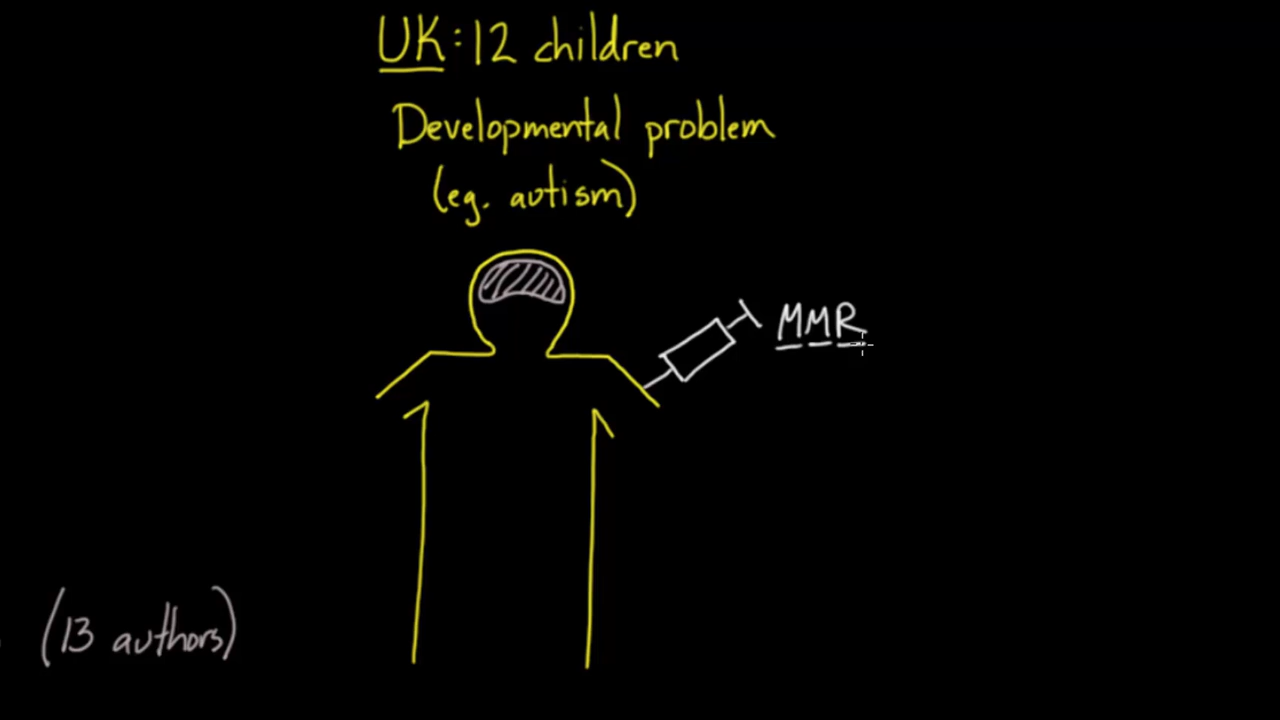 UK: 12 children
Developmental problem
(eg. autism)
MMR
(13 authors)